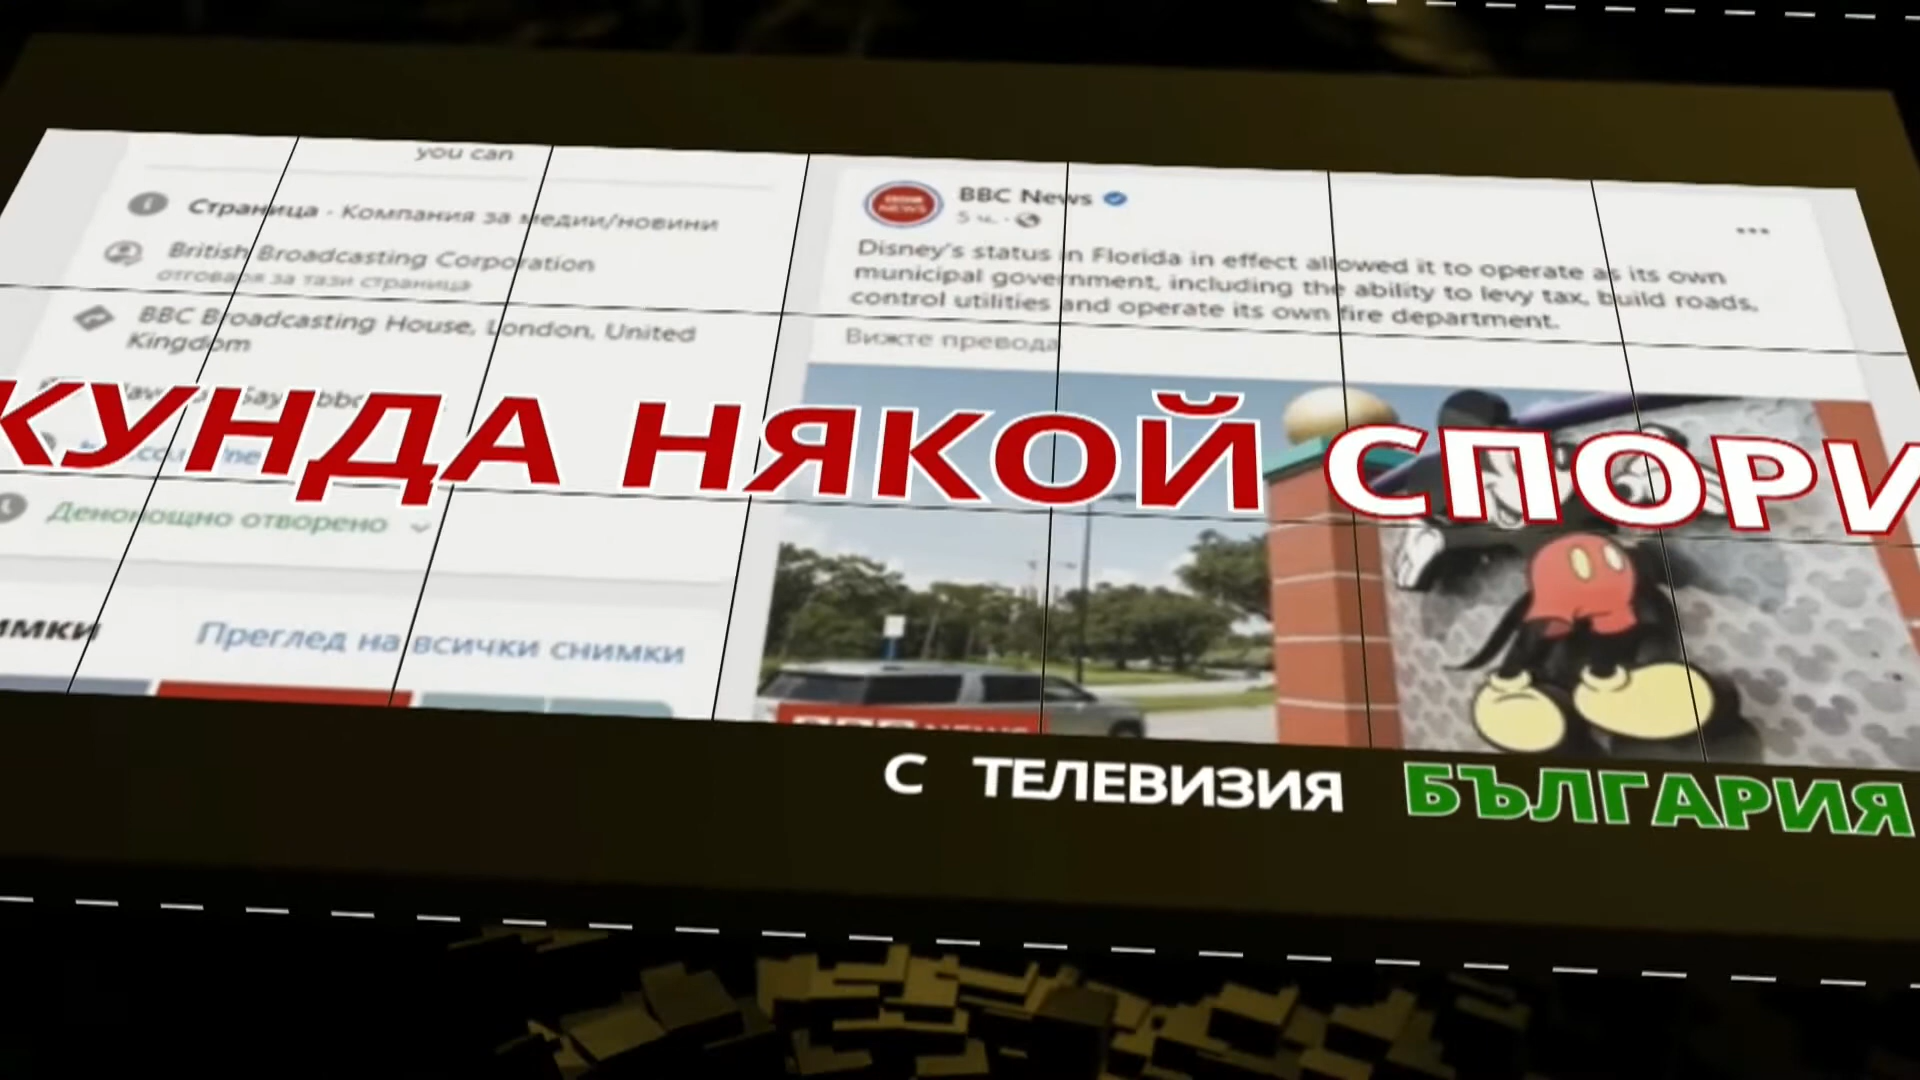 you can
Страница - Компания за медии/новини
British Broadcasting Corporation
отговаря за тази страница
BBC Broadcasting House, London, United
Kingdom
Денонощно отворено
Преглед на всички снимки
BBC News
5 ч.
Disney's status in Florida in effect allowed it to operate as its own
municipal government, including the ability to levy tax, build roads,
control utilities and operate its own fire department.
Вижте превода
BBC NEWS
КУНДА НЯКОЙ СПОРИ
С ТЕЛЕВИЗИЯ БЪЛГАРИЯ